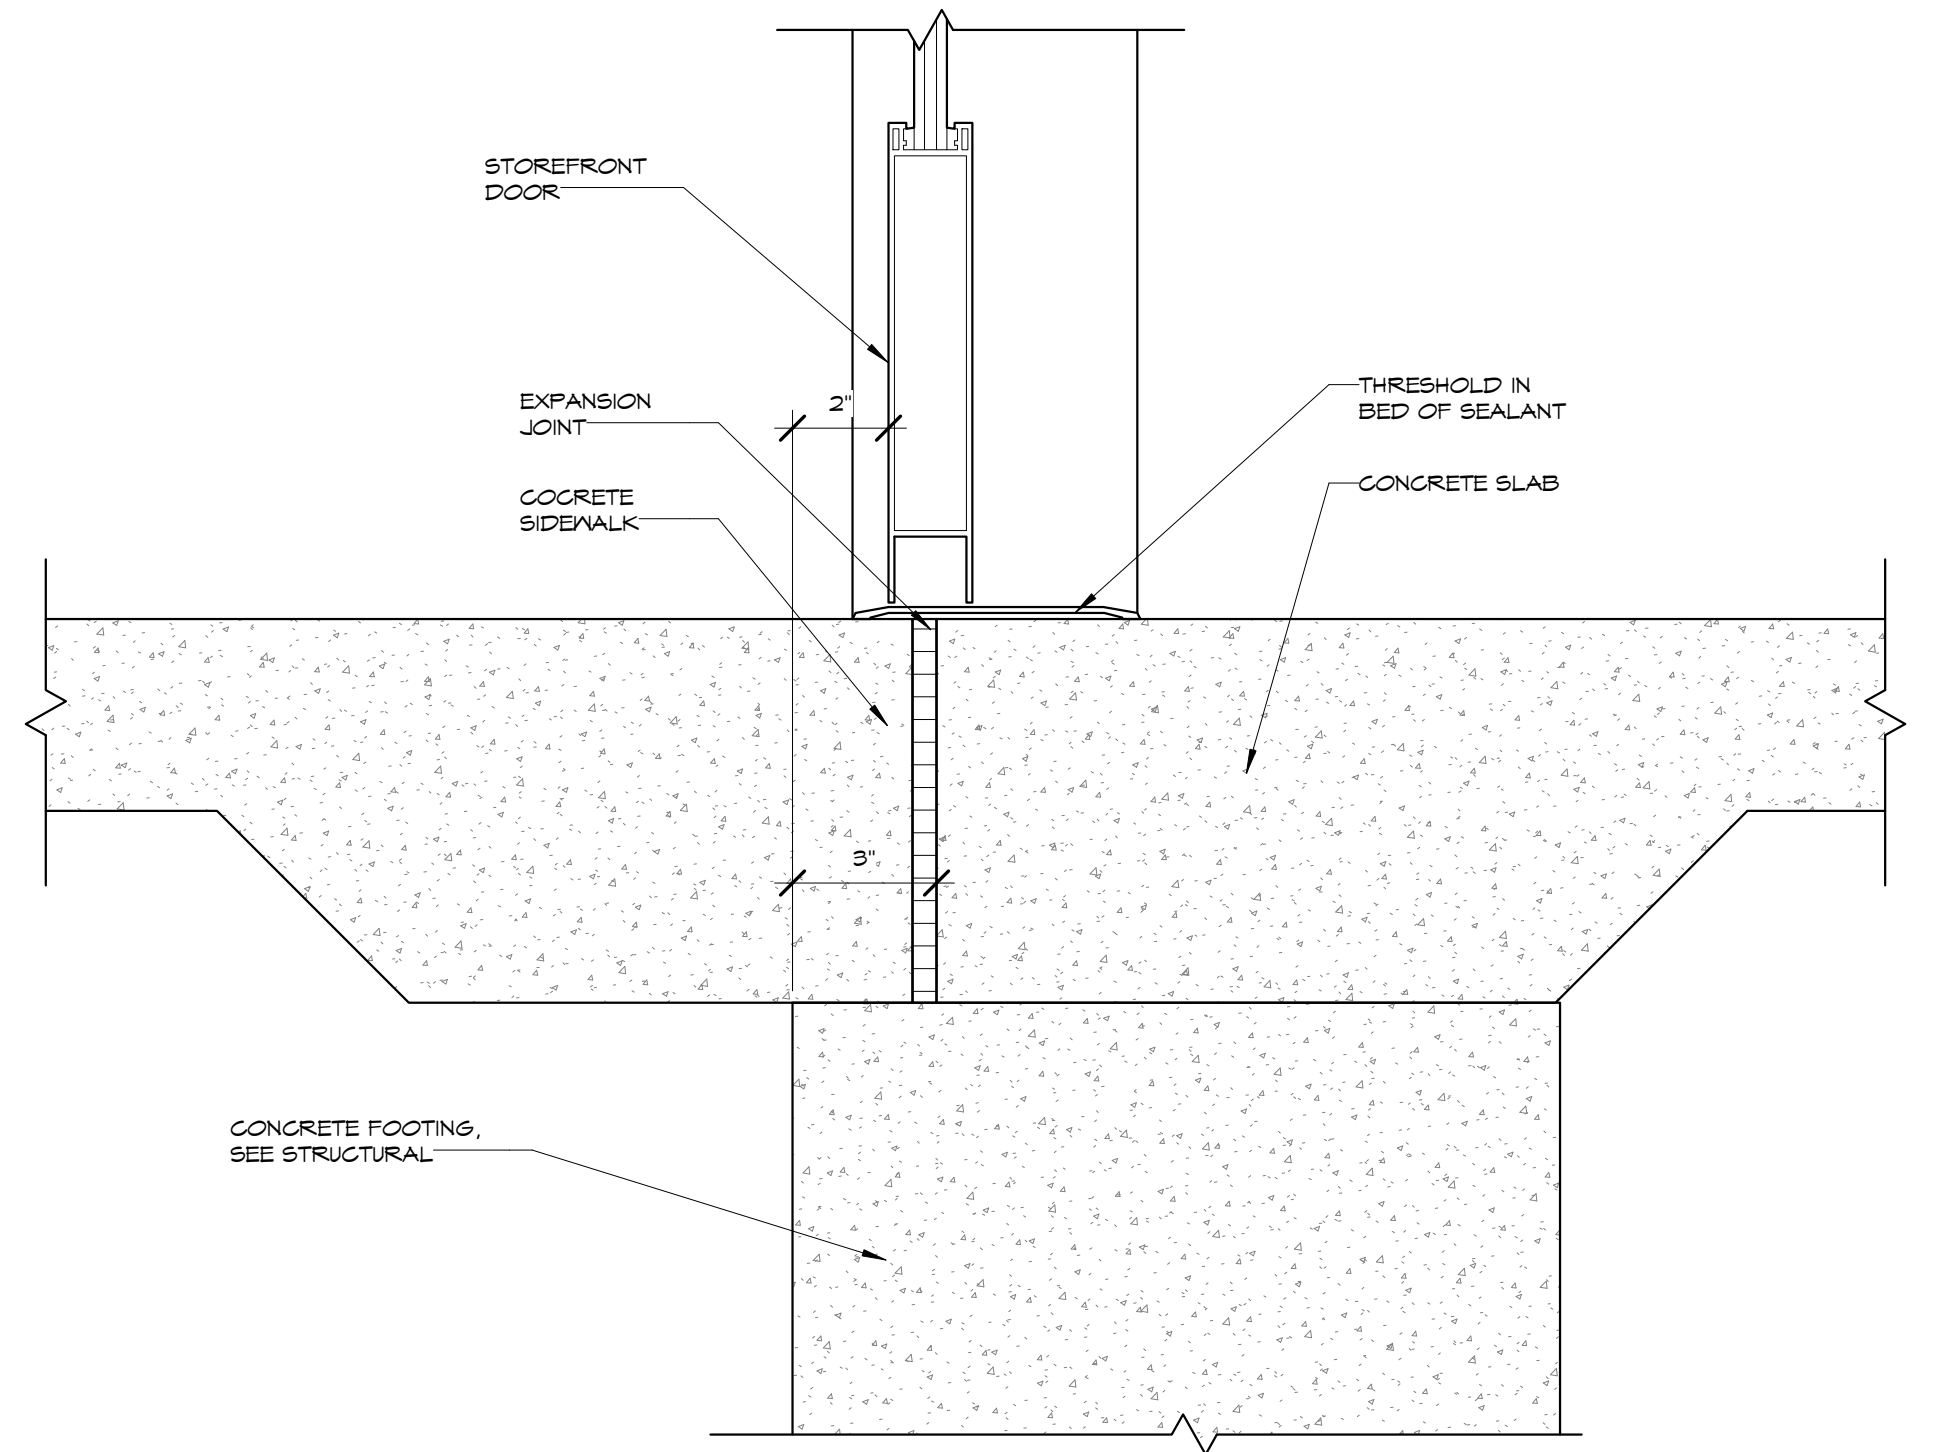 STOREFRONT
DOOR
EXPANSION
JOINT
2"
THRESHOLD IN
BED OF SEALANT
COCRETE
SIDEWALK
CONCRETE SLAB
3"
CONCRETE FOOTING,
SEE STRUCTURAL